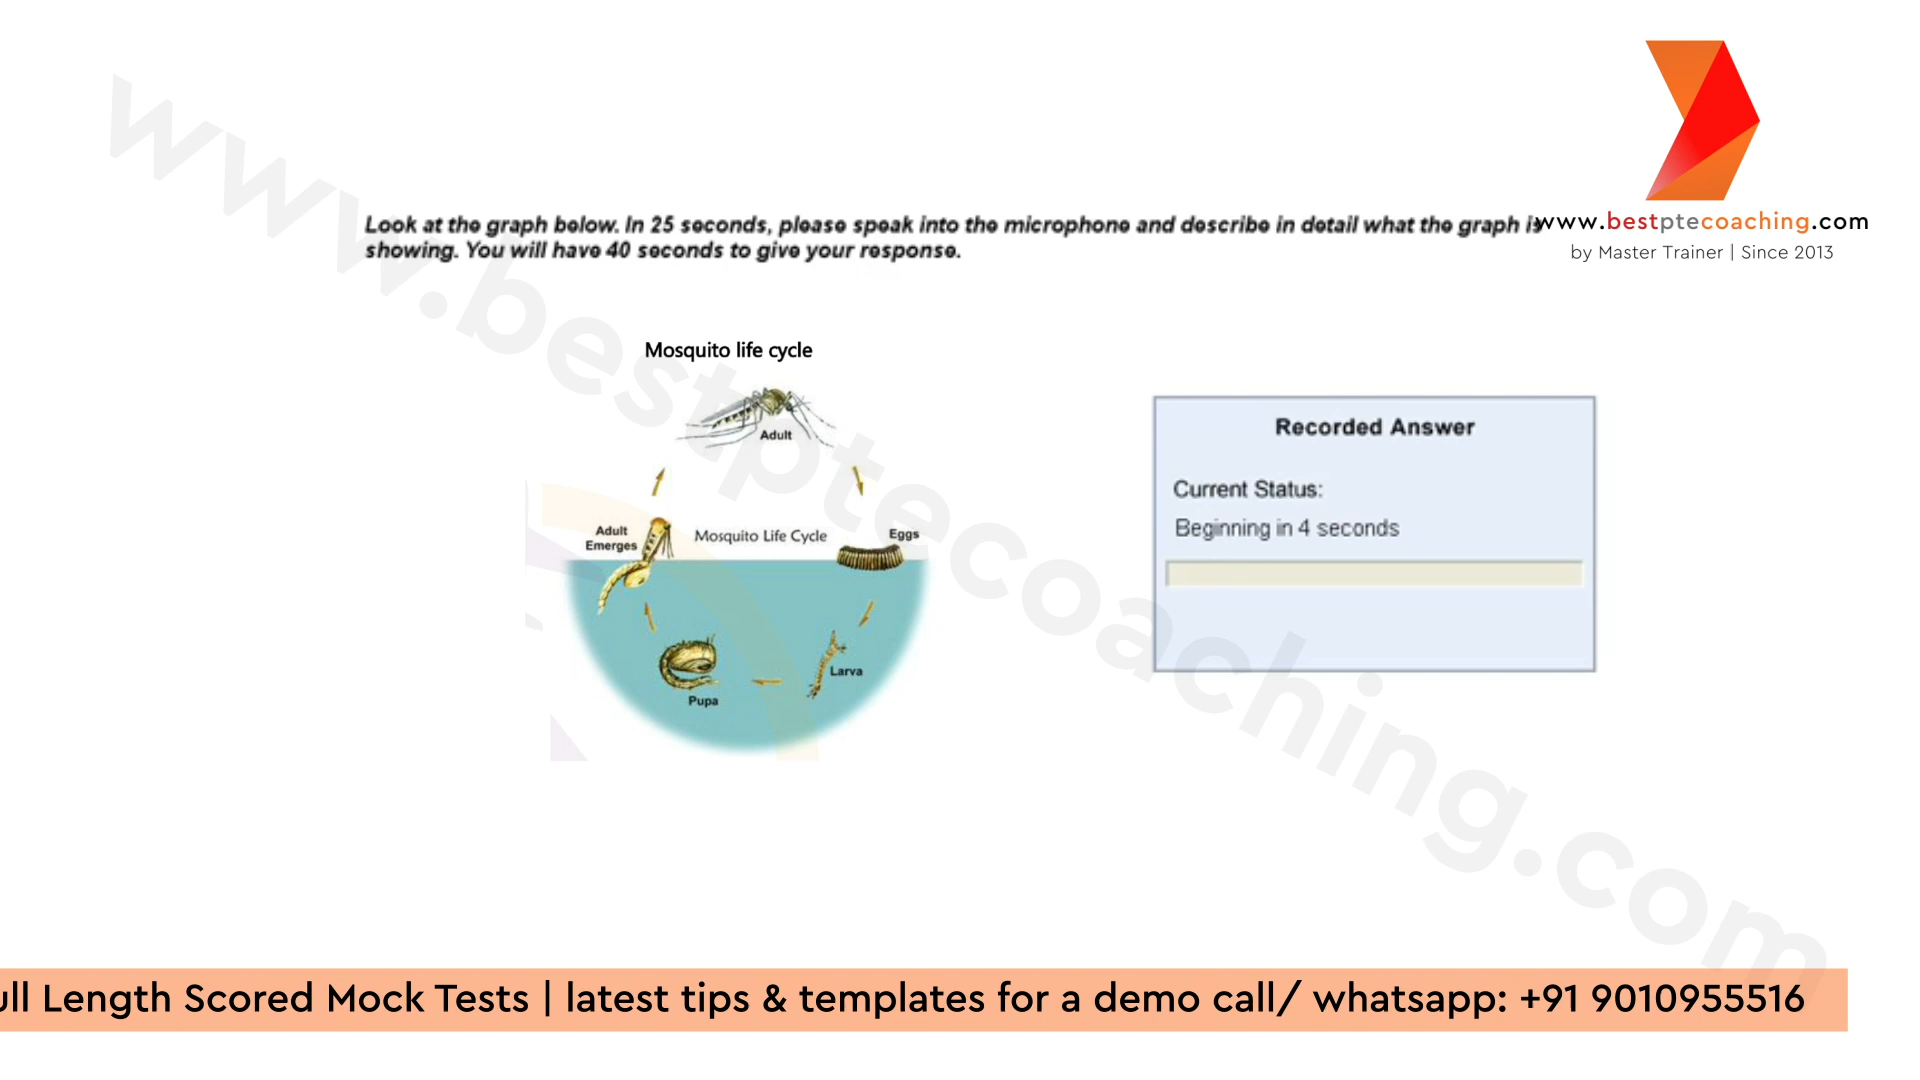 www.bestptecoaching.com
Look at the graph below. In 25 seconds, please speak into the microphone and describe in detail what the graph is
showing. You will have 40 seconds to give your response.
www.bestptecoaching.com
by Master Trainer | Since 2013
Mosquito life cycle
Adult
Adult
Emerges
Mosquito Life Cycle
Eggs
Larva
Pupa
Recorded Answer
Current Status:
Beginning in 4 seconds
Length Scored Mock Tests | latest tips & templates for a demo call/ whatsapp: +91 9010955516